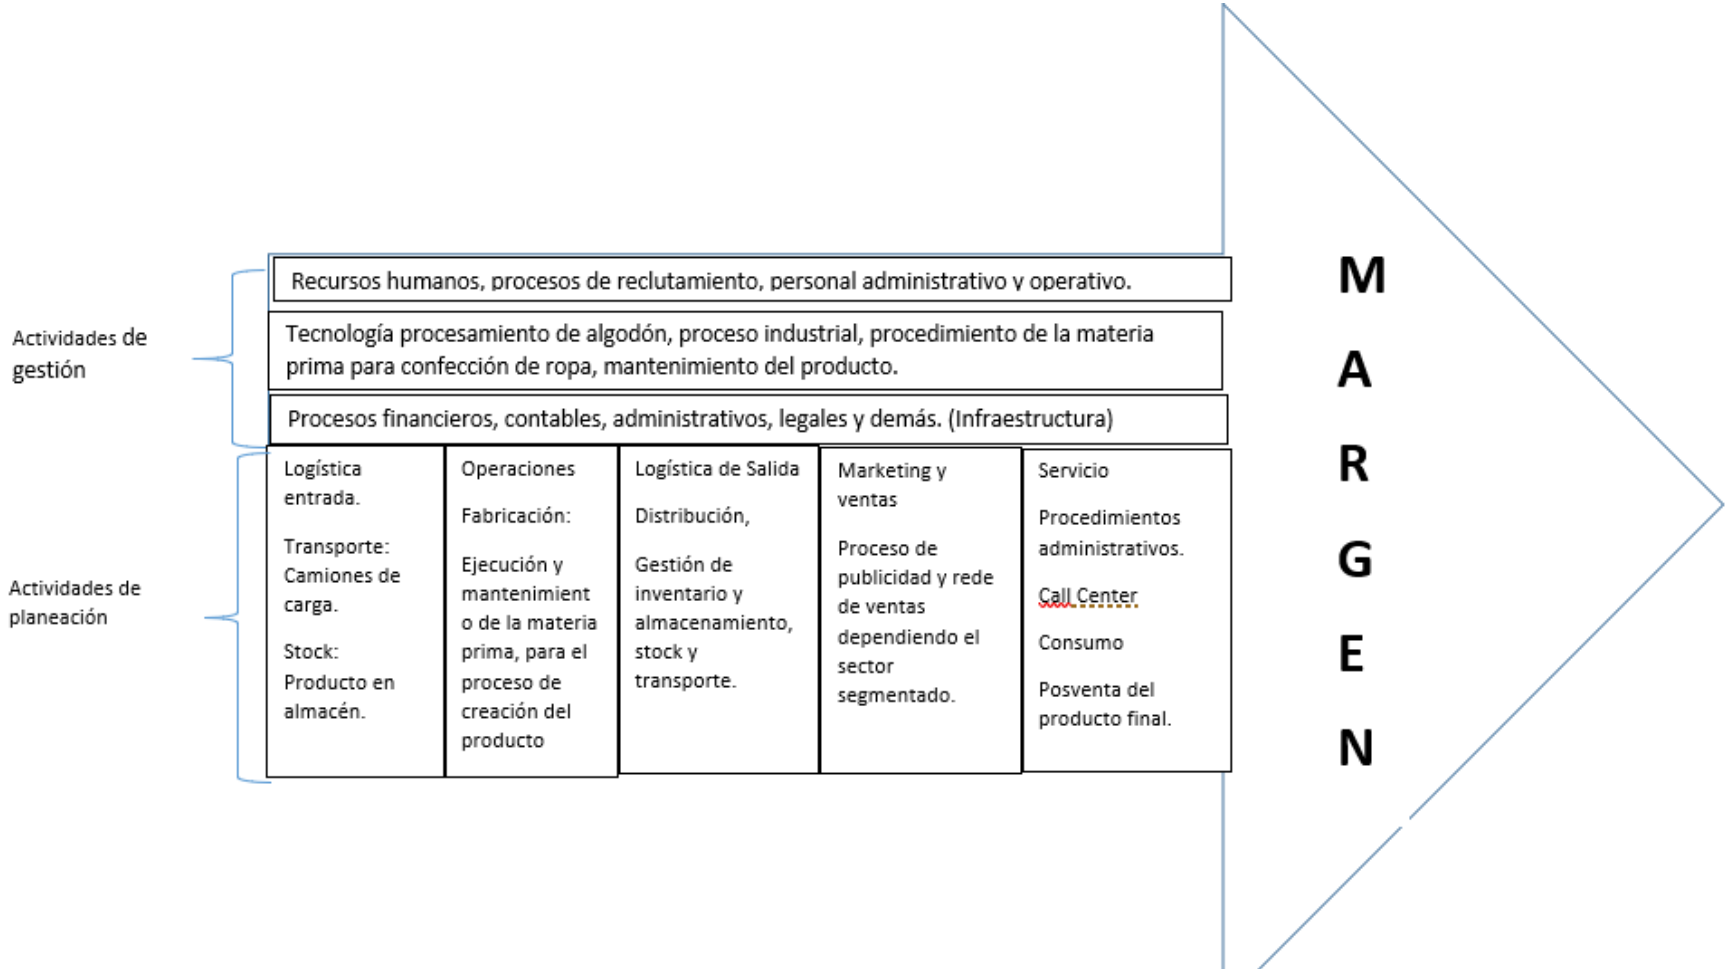 Recursos humanos, procesos de reclutamiento, personal administrativo y operativo.
Actividades de
gestión
Tecnología procesamiento de algodón, proceso industrial, procedimiento de la materia
prima para confección de ropa, mantenimiento del producto.
Procesos financieros, contables, administrativos, legales y demás. (Infraestructura)
Actividades de
planeación
Logística
entrada.
Transporte:
Camiones de
carga.
Stock:
Producto en
almacén.
Operaciones
Fabricación:
Ejecución y
mantenimient
o de la materia
prima, para el
proceso de
creación del
producto
Logística de Salida
Distribución,
Gestión de
inventario y
almacenamiento,
stock y
transporte.
Marketing y
ventas
Proceso de
publicidad y rede
de ventas
dependiendo el
sector
segmentado.
Servicio
Procedimientos
administrativos.
Call Center
Consumo
Posventa del
producto final.
M
A
R
G
E
N